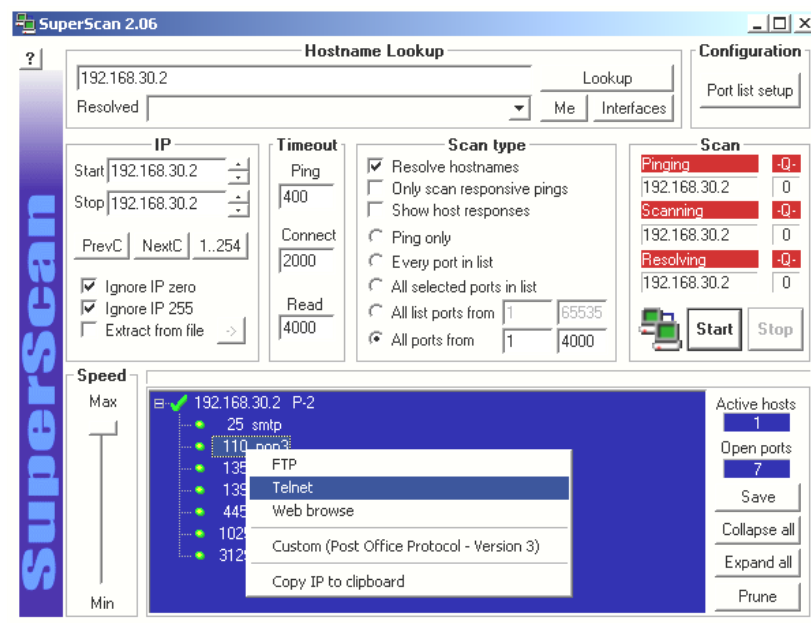 SuperScan 2.06
?
Hostname Lookup
192.168.30.2
Lookup
Resolved
Me
Interfaces
Configuration
Port list setup
IP
Start 192.168.30.2
Stop 192.168.30.2
PrevC
NextC
1..254
Ignore IP zero
Ignore IP 255
Extract from file
->
Timeout
Ping
400
Connect
2000
Read
4000
Scan type
Resolve hostnames
Only scan responsive pings
Show host responses
Ping only
Every port in list
All selected ports in list
All list ports from 1 65535
All ports from 1 4000
Scan
Pinging -Q-
192.168.30.2 0
Scanning -Q-
192.168.30.2 0
Resolving -Q-
192.168.30.2 0
Start
Stop
SuperScan
Speed
Max
Min
192.168.30.2 P-2
25 smtp
110 pop3
135
139
445
1025
3129
FTP
Telnet
Web browse
Custom (Post Office Protocol - Version 3)
Copy IP to clipboard
Active hosts
1
Open ports
7
Save
Collapse all
Expand all
Prune